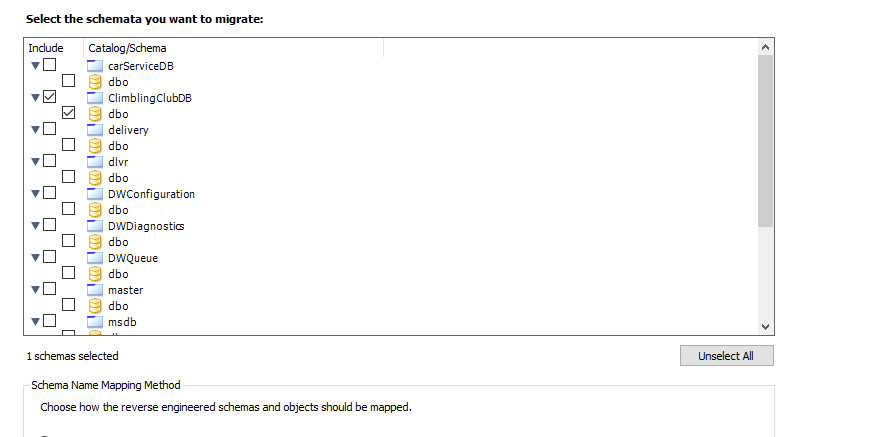 Select the schemata you want to migrate:
Include Catalog/Schema
carServiceDB
dbo
ClimblingClubDB
dbo
delivery
dbo
dlvr
dbo
DWConfiguration
dbo
DWDiagnostics
dbo
DWQueue
dbo
master
dbo
msdb
1 schemas selected
Unselect All
Schema Name Mapping Method
Choose how the reverse engineered schemas and objects should be mapped.